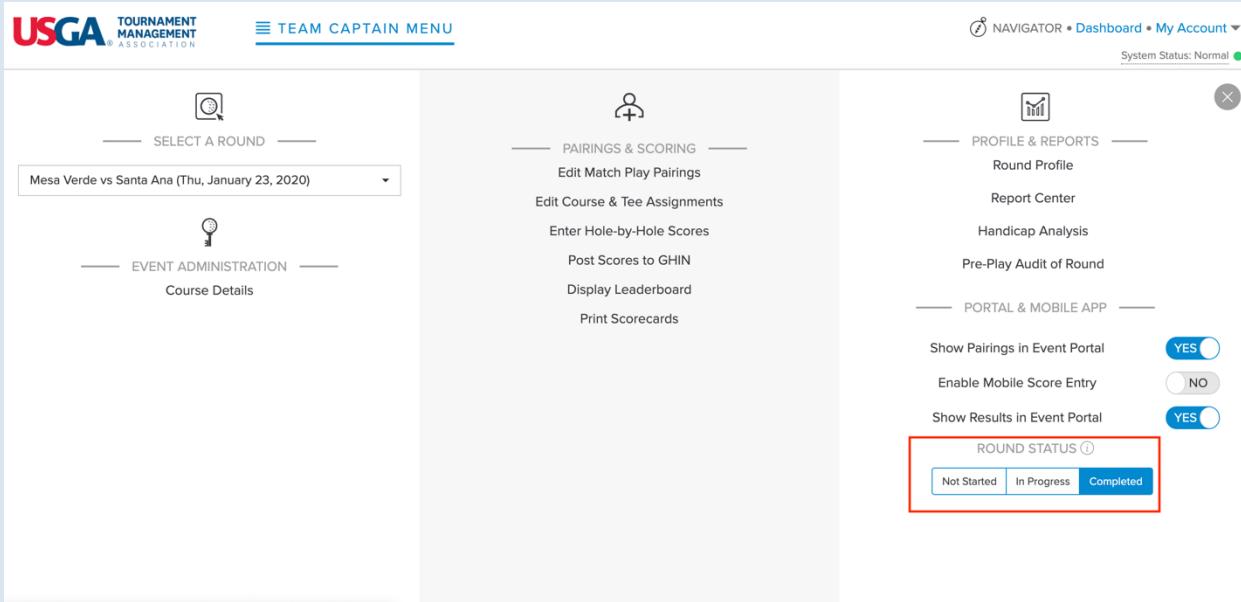 USGA TOURNAMENT MANAGEMENT ASSOCIATION
®
TEAM CAPTAIN MENU
NAVIGATOR • Dashboard • My Account
System Status: Normal
SELECT A ROUND
Mesa Verde vs Santa Ana (Thu, January 23, 2020)
EVENT ADMINISTRATION
Course Details
PAIRINGS & SCORING
Edit Match Play Pairings
Edit Course & Tee Assignments
Enter Hole-by-Hole Scores
Post Scores to GHIN
Display Leaderboard
Print Scorecards
PROFILE & REPORTS
Round Profile
Report Center
Handicap Analysis
Pre-Play Audit of Round
PORTAL & MOBILE APP
Show Pairings in Event Portal YES
Enable Mobile Score Entry NO
Show Results in Event Portal YES
ROUND STATUS i
Not Started In Progress Completed